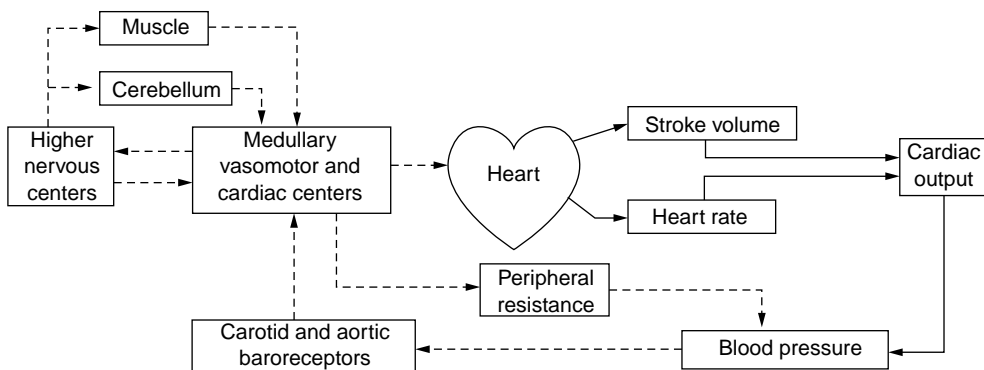 Muscle
Cerebellum
Higher
nervous
centers
Medullary
vasomotor and
cardiac centers
Heart
Stroke volume
Heart rate
Cardiac
output
Peripheral
resistance
Carotid and aortic
baroreceptors
Blood pressure